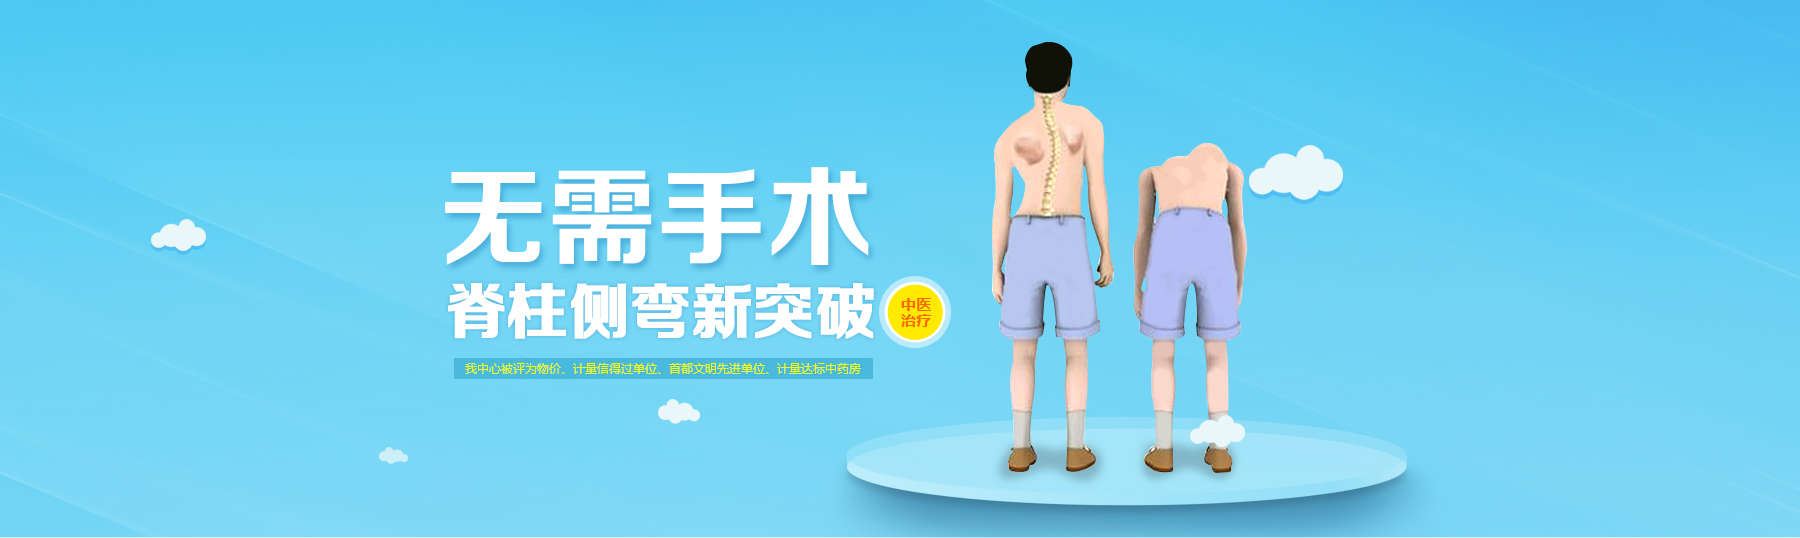 无需手术
脊柱侧弯新突破
中医
治疗
我中心被评为物价、计量信得过单位、首都文明先进单位、计量达标中药房